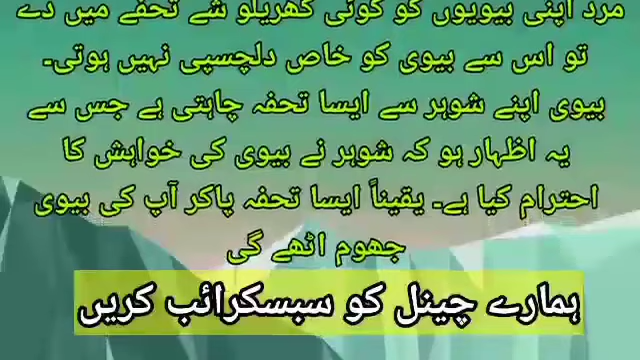 مرد اپنی بیویوں کو کوئی گھریلو شے تحفے میں دے
تو اس سے بیوی کو خاص دلچسپی نہیں ہوتی۔
بیوی اپنے شوہر سے ایسا تحفہ چاہتی ہے جس سے
یہ اظہار ہو کہ شوہر نے بیوی کی خواہش کا
احترام کیا ہے۔ یقیناً ایسا تحفہ پاکر آپ کی بیوی
جھوم اٹھے گی
ہمارے چینل کو سبسکرائب کریں